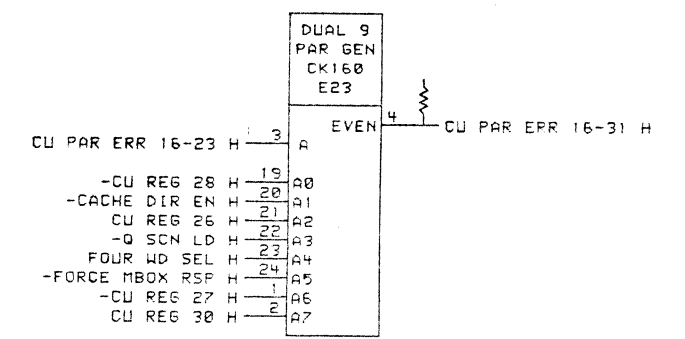 DUAL 9
PAR GEN
CK160
E23
EVEN 4 CU PAR ERR 16-31 H
CU PAR ERR 16-23 H 3 A
-CU REG 28 H 19 A0
-CACHE DIR EN H 20 A1
CU REG 26 H 21 A2
-Q SCN LD H 22 A3
FOUR WD SEL H 23 A4
-FORCE MBOX RSP H 24 A5
-CU REG 27 H 1 A6
CU REG 30 H 2 A7